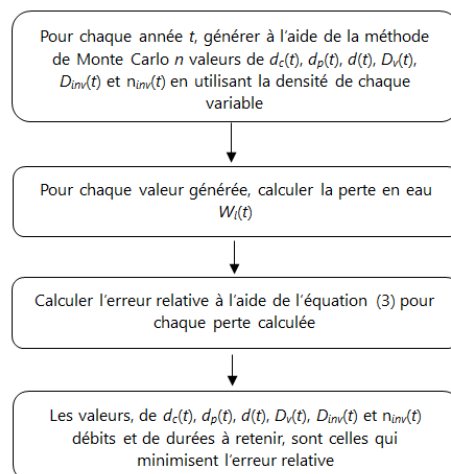 Pour chaque année t, générer à l'aide de la méthode
de Monte Carlo n valeurs de dc(t), dp(t), d(t), Dv(t),
Dinv(t) et ninv(t) en utilisant la densité de chaque
variable
Pour chaque valeur générée, calculer la perte en eau
Wl(t)
Calculer l'erreur relative à l'aide de l'équation (3) pour
chaque perte calculée
Les valeurs, de dc(t), dp(t), d(t), Dv(t), Dinv(t) et ninv(t)
débits et de durées à retenir, sont celles qui
minimisent l'erreur relative